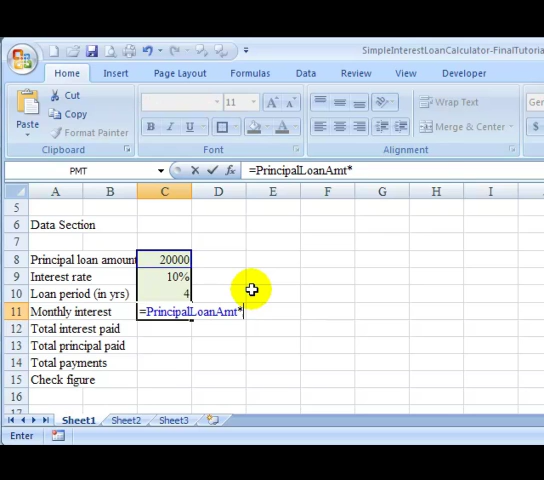 SimpleInterestLoanCalculator-FinalTutoria
Home Insert Page Layout Formulas Data Review View Developer
Paste Cut Copy Format Painter
11 A A
B I U
Wrap Text
Merge & Center
Gen
$
Clipboard Font Alignment
PMT fx =PrincipalLoanAmt*
A B C D E F G H I
5
6 Data Section
7
8 Principal loan amount 20000
9 Interest rate 10%
10 Loan period (in yrs) 4
11 Monthly interest =PrincipalLoanAmt*
12 Total interest paid
13 Total principal paid
14 Total payments
15 Check figure
16
17
Sheet1 Sheet2 Sheet3
Enter